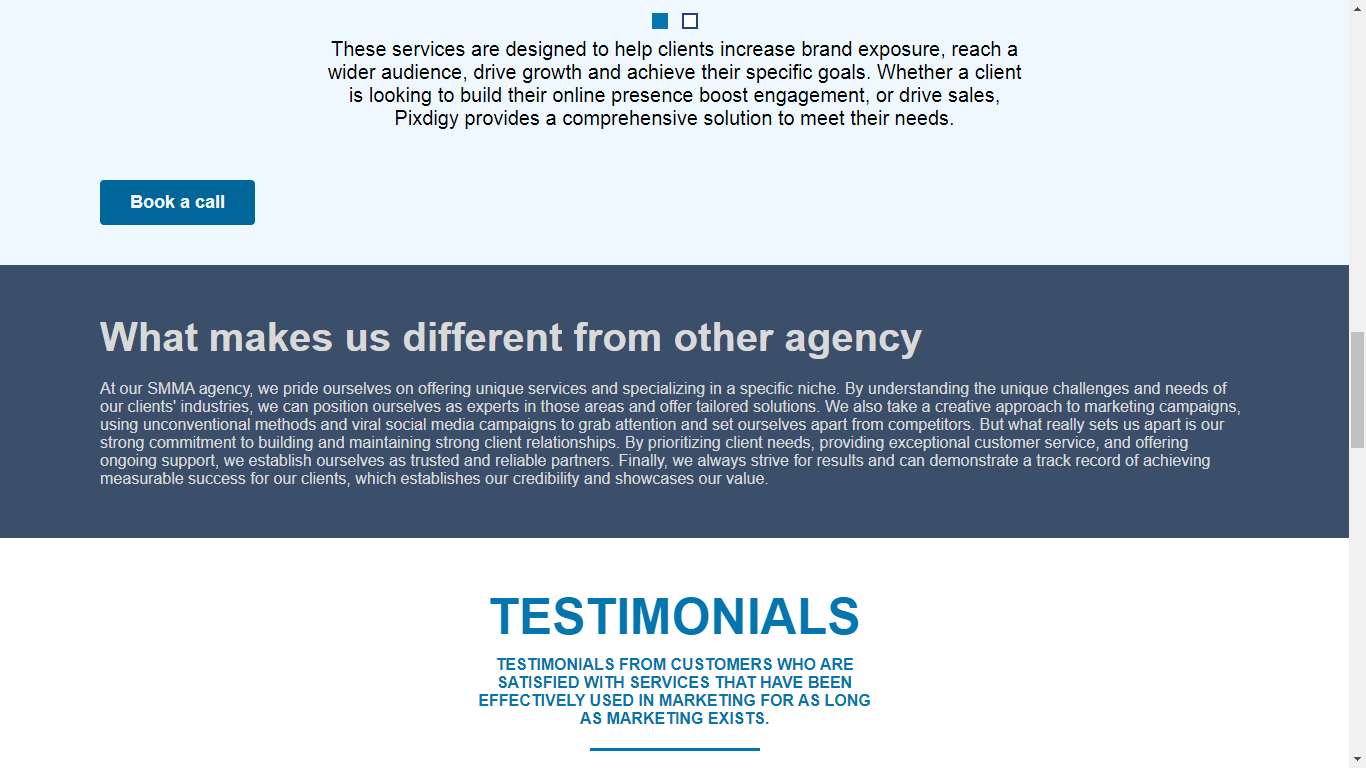 These services are designed to help clients increase brand exposure, reach a
wider audience, drive growth and achieve their specific goals. Whether a client
is looking to build their online presence boost engagement, or drive sales,
Pixdigy provides a comprehensive solution to meet their needs.
Book a call
What makes us different from other agency
At our SMMA agency, we pride ourselves on offering unique services and specializing in a specific niche. By understanding the unique challenges and needs of
our clients' industries, we can position ourselves as experts in those areas and offer tailored solutions. We also take a creative approach to marketing campaigns,
using unconventional methods and viral social media campaigns to grab attention and set ourselves apart from competitors. But what really sets us apart is our
strong commitment to building and maintaining strong client relationships. By prioritizing client needs, providing exceptional customer service, and offering
ongoing support, we establish ourselves as trusted and reliable partners. Finally, we always strive for results and can demonstrate a track record of achieving
measurable success for our clients, which establishes our credibility and showcases our value.
TESTIMONIALS
TESTIMONIALS FROM CUSTOMERS WHO ARE
SATISFIED WITH SERVICES THAT HAVE BEEN
EFFECTIVELY USED IN MARKETING FOR AS LONG
AS MARKETING EXISTS.